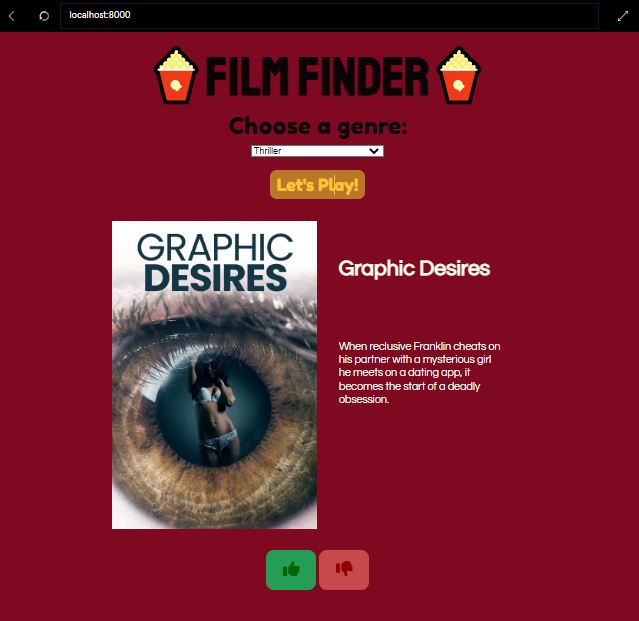 localhost:8000
FILM FINDER
Choose a genre:
Thriller
Let's Play!
GRAPHIC
DESIRES
Graphic Desires
When reclusive Franklin cheats on
his partner with a mysterious girl
he meets on a dating app, it
becomes the start of a deadly
obsession.